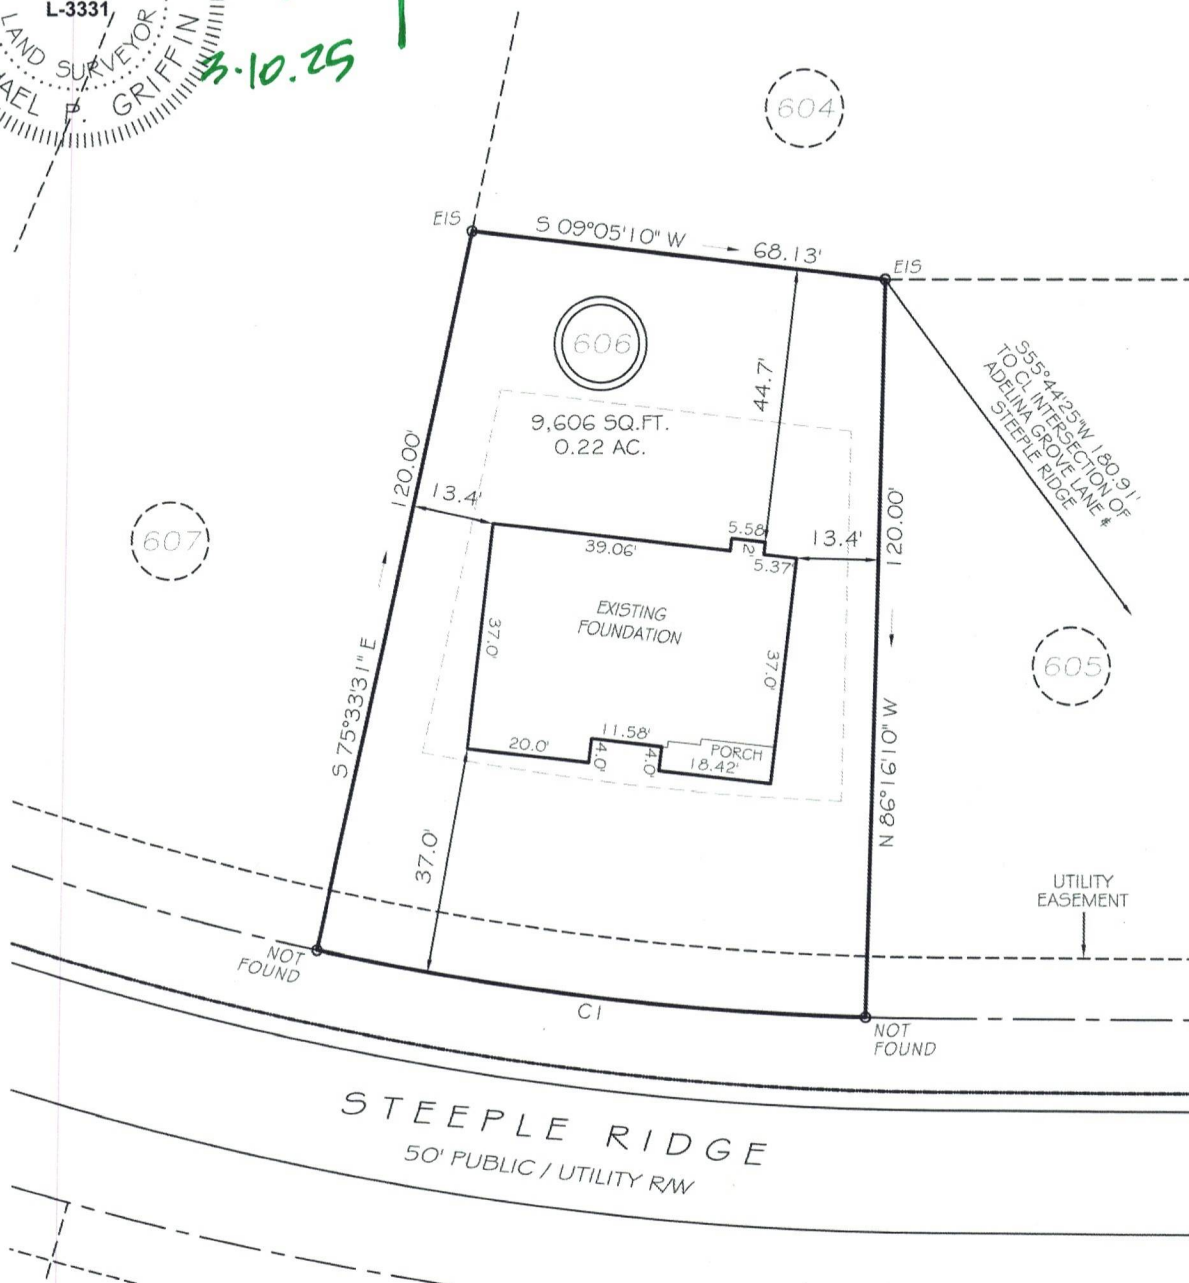 L-3331
LAND SURVEYOR
AEL P. GRIFFIN
3.10.25
604
EIS
S 09°05'10" W
68.13'
EIS
606
9,606 SQ.FT.
0.22 AC.
44.7'
S55°44'25"W 180.91'
TO CL INTERSECTION OF
ADELINA GROVE LANE &
STEEPLE RIDGE
120.00'
13.4'
607
39.06'
5.58'
2'
5.37'
13.4'
120.00'
EXISTING
FOUNDATION
37.0'
37.0'
605
S 75°33'31" E
20.0'
4.0'
11.58'
4.0'
PORCH
18.42'
N 86°16'10" W
37.0'
UTILITY
EASEMENT
NOT
FOUND
C1
NOT
FOUND
STEEPLE RIDGE
50' PUBLIC / UTILITY R/W